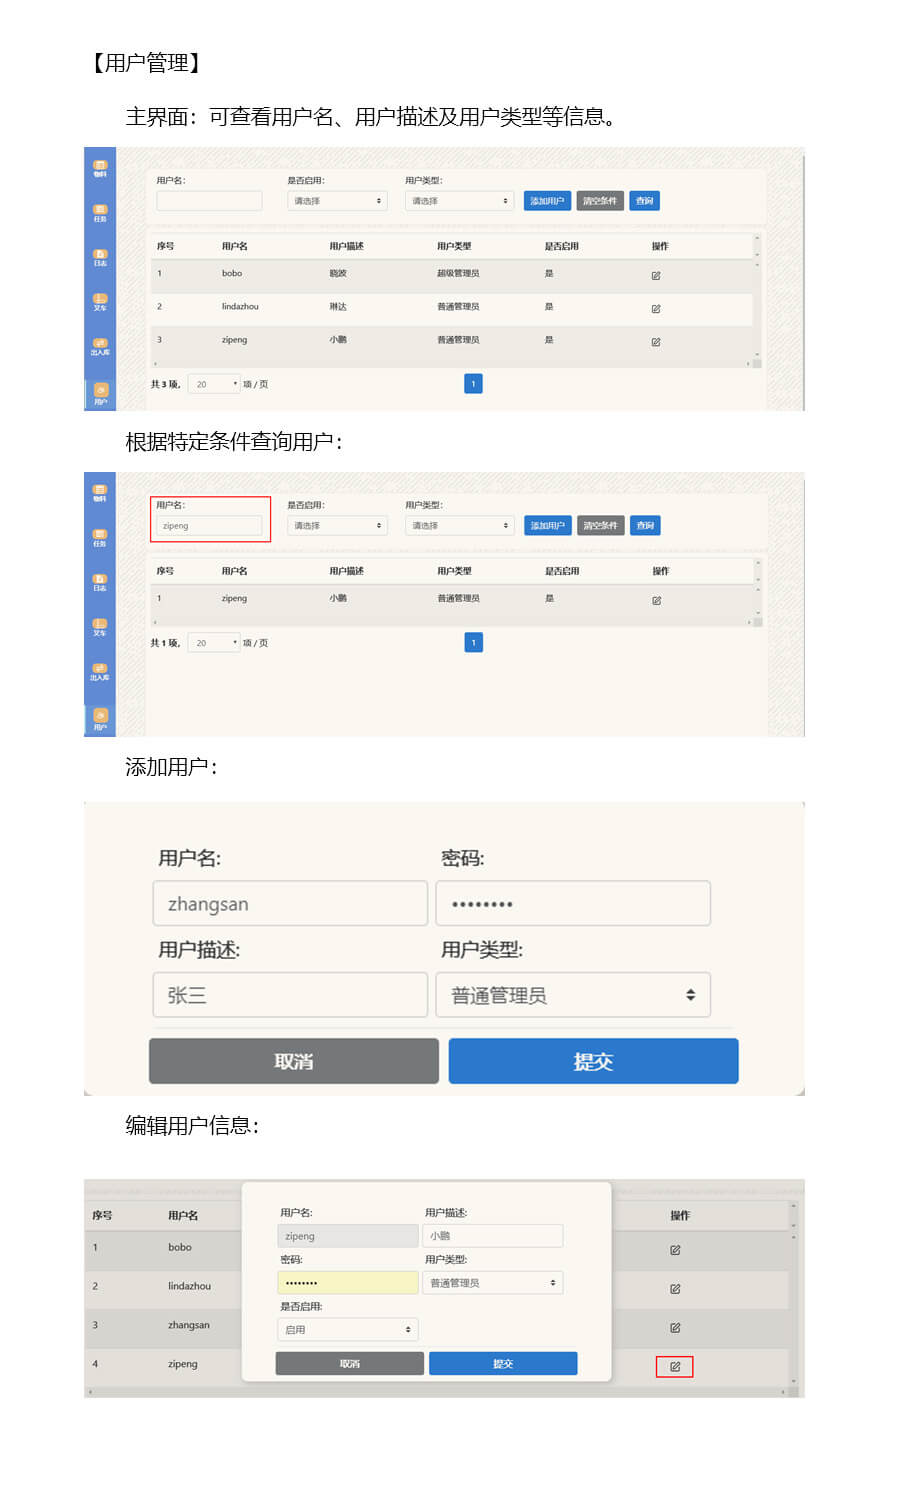 【用户管理】
主界面：可查看用户名、用户描述及用户类型等信息。
物料
任务
日志
叉车
出入库
用户
用户名: 是否启用: 用户类型:
请选择 请选择 添加用户 清空条件 查询
序号 用户名 用户描述 用户类型 是否启用 操作
1 bobo 晓波 超级管理员 是
2 lindazhou 琳达 普通管理员 是
3 zipeng 小鹏 普通管理员 是
共 3 项, 20 项 / 页 1
根据特定条件查询用户：
物料
任务
日志
叉车
出入库
用户
用户名: 是否启用: 用户类型:
zipeng 请选择 请选择 添加用户 清空条件 查询
序号 用户名 用户描述 用户类型 是否启用 操作
1 zipeng 小鹏 普通管理员 是
共 1 项, 20 项 / 页 1
添加用户：
用户名: 密码:
zhangsan ••••••••
用户描述: 用户类型:
张三 普通管理员
取消 提交
编辑用户信息：
序号 用户名 操作
1 bobo
2 lindazhou
3 zhangsan
4 zipeng
用户名: 用户描述:
zipeng 小鹏
密码: 用户类型:
•••••••• 普通管理员
是否启用:
启用
取消 提交